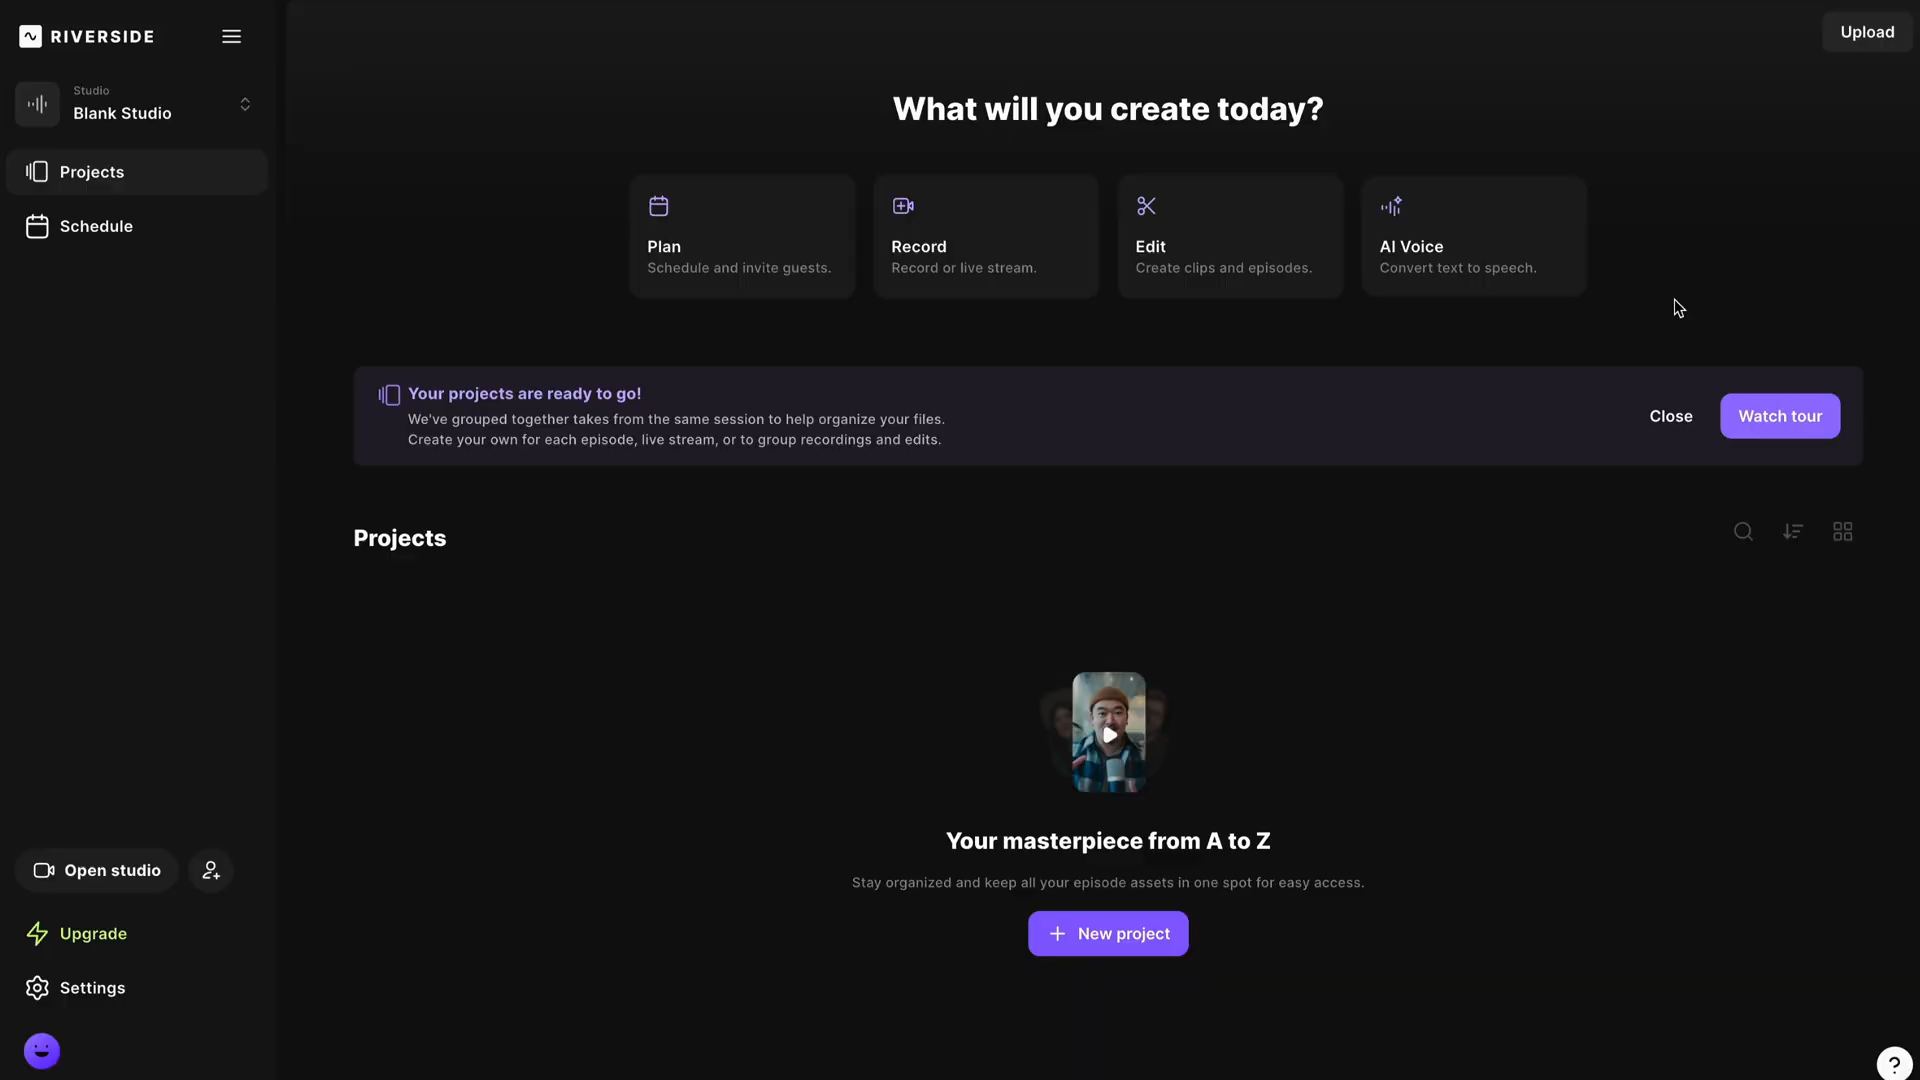 RIVERSIDE
Studio
Blank Studio
Projects
Schedule
Open studio
Upgrade
Settings
Upload
What will you create today?
Plan
Schedule and invite guests.
Record
Record or live stream.
Edit
Create clips and episodes.
AI Voice
Convert text to speech.
Your projects are ready to go!
We've grouped together takes from the same session to help organize your files.
Create your own for each episode, live stream, or to group recordings and edits.
Close
Watch tour
Projects
Your masterpiece from A to Z
Stay organized and keep all your episode assets in one spot for easy access.
+ New project
?